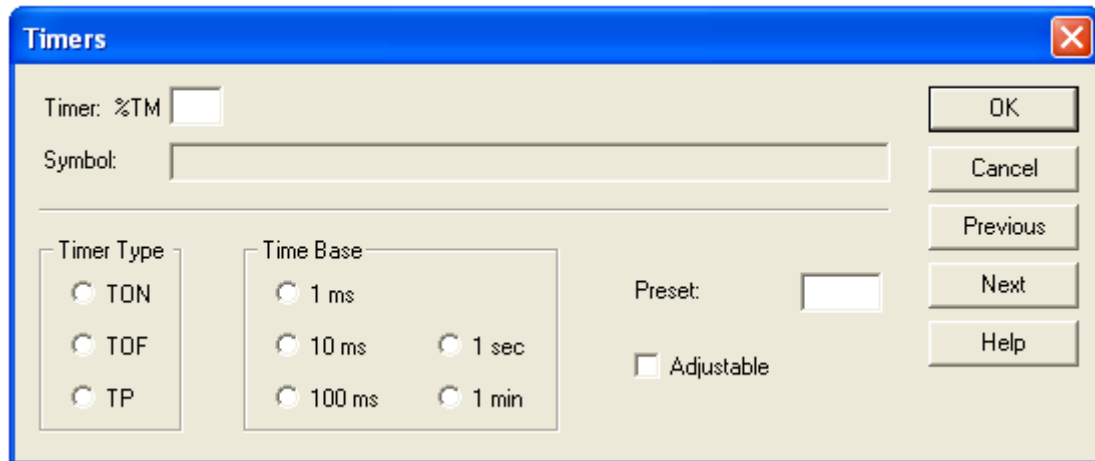 Timers
Timer: %TM
OK
Symbol:
Cancel
Previous
Timer Type
Time Base
TON
1 ms
Preset:
Next
TOF
10 ms
1 sec
Adjustable
Help
TP
100 ms
1 min